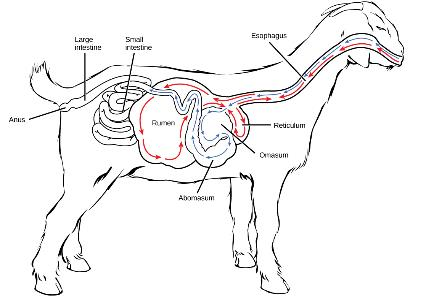 Esophagus
Large
intestine
Small
intestine
Anus
Rumen
Reticulum
Omasum
Abomasum